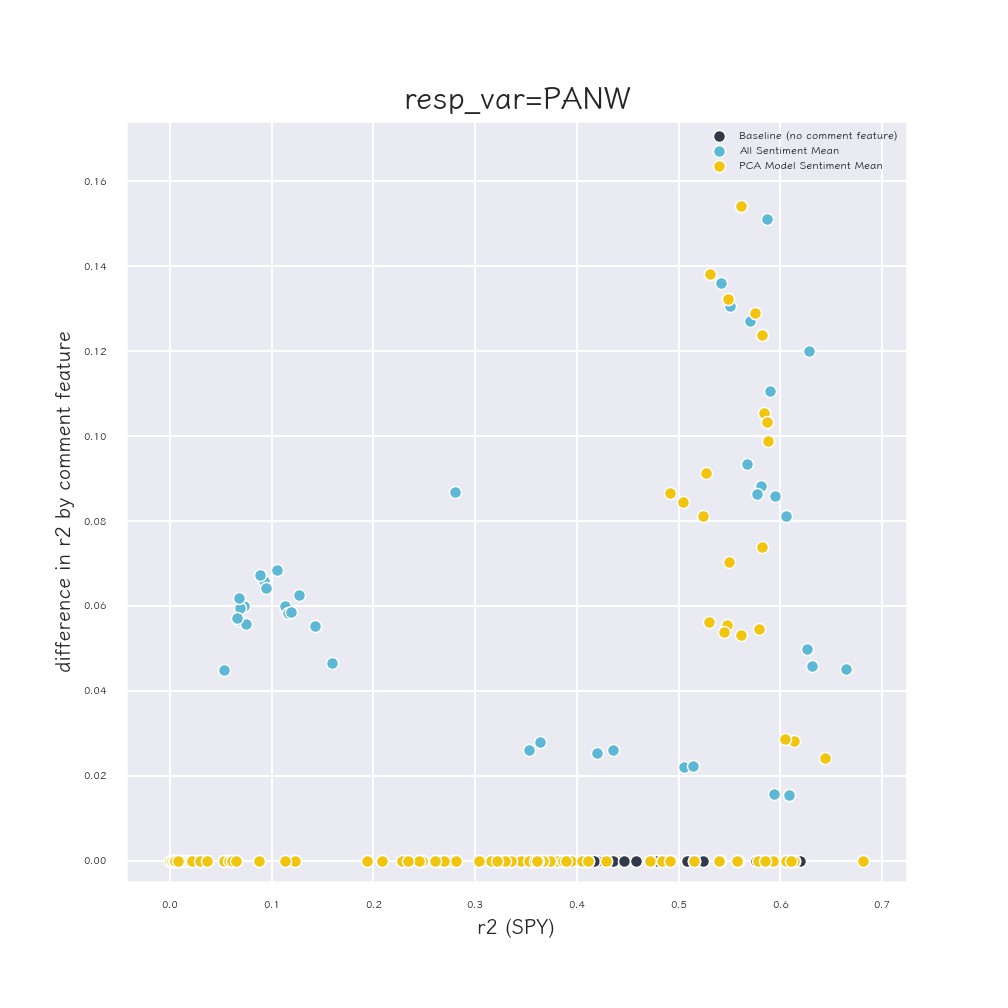 resp_var=PANW
Baseline (no comment feature)
All Sentiment Mean
PCA Model Sentiment Mean
difference in r2 by comment feature
0.16
0.14
0.12
0.10
0.08
0.06
0.04
0.02
0.00
0.0 0.1 0.2 0.3 0.4 0.5 0.6 0.7
r2 (SPY)